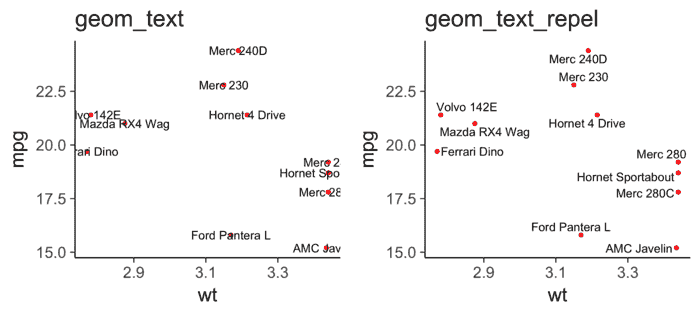 geom_text
mpg
22.5
20.0
17.5
15.0
Merc 240D
Merc 230
lvo 142E
Hornet 4 Drive
Mazda RX4 Wag
rari Dino
Merc 2
Hornet Spo
Merc 28
Ford Pantera L
AMC Jav
2.9 3.1 3.3
wt
geom_text_repel
mpg
22.5
20.0
17.5
15.0
Merc 240D
Merc 230
Volvo 142E
Hornet 4 Drive
Mazda RX4 Wag
Ferrari Dino
Merc 280
Hornet Sportabout
Merc 280C
Ford Pantera L
AMC Javelin
2.9 3.1 3.3
wt